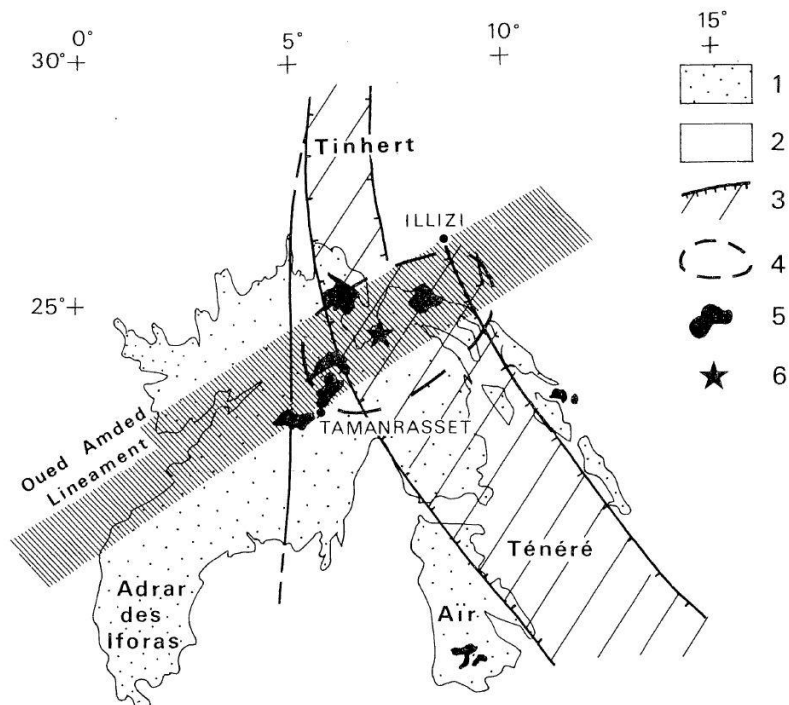 0° 5° 10° 15°
30°
25°
Tinhert
ILLIZI
TAMANRASSET
Oued Amded
Lineament
Ténéré
Adrar
des
Iforas
Aïr
1
2
3
4
5
6